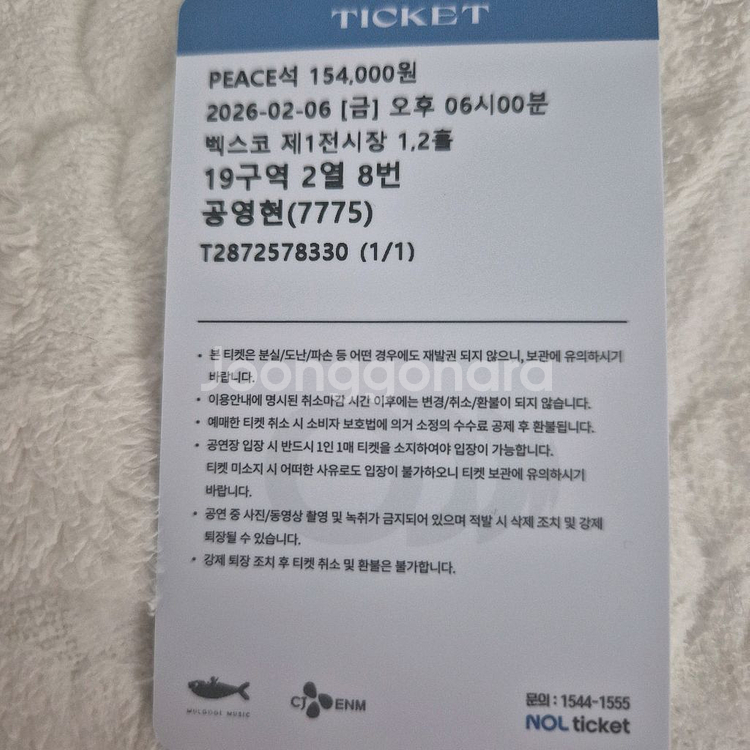 TICKET
PEACE석 154,000원
2026-02-06 [금] 오후 06시00분
벡스코 제1전시장 1,2홀
19구역 2열 8번
공영현(7775)
T2872578330 (1/1)
• 본 티켓은 분실/도난/파손 등 어떤 경우에도 재발권 되지 않으니, 보관에 유의하시기
바랍니다.
Joonggonara
• 이용안내에 명시된 취소마감 시간 이후에는 변경/취소/환불이 되지 않습니다.
• 예매한 티켓 취소 시 소비자 보호법에 의거 소정의 수수료 공제 후 환불됩니다.
• 공연장 입장 시 반드시 1인 1매 티켓을 소지하여야 입장이 가능합니다.
티켓 미소지 시 어떠한 사유로도 입장이 불가하오니 티켓 보관에 유의하시기
바랍니다.
• 공연 중 사진/동영상 촬영 및 녹취가 금지되어 있으며 적발 시 삭제 조치 및 강제
퇴장될 수 있습니다.
• 강제 퇴장 조치 후 티켓 취소 및 환불은 불가합니다.
MULGOGI MUSIC
CJ ENM
문의 : 1544-1555
NOL ticket